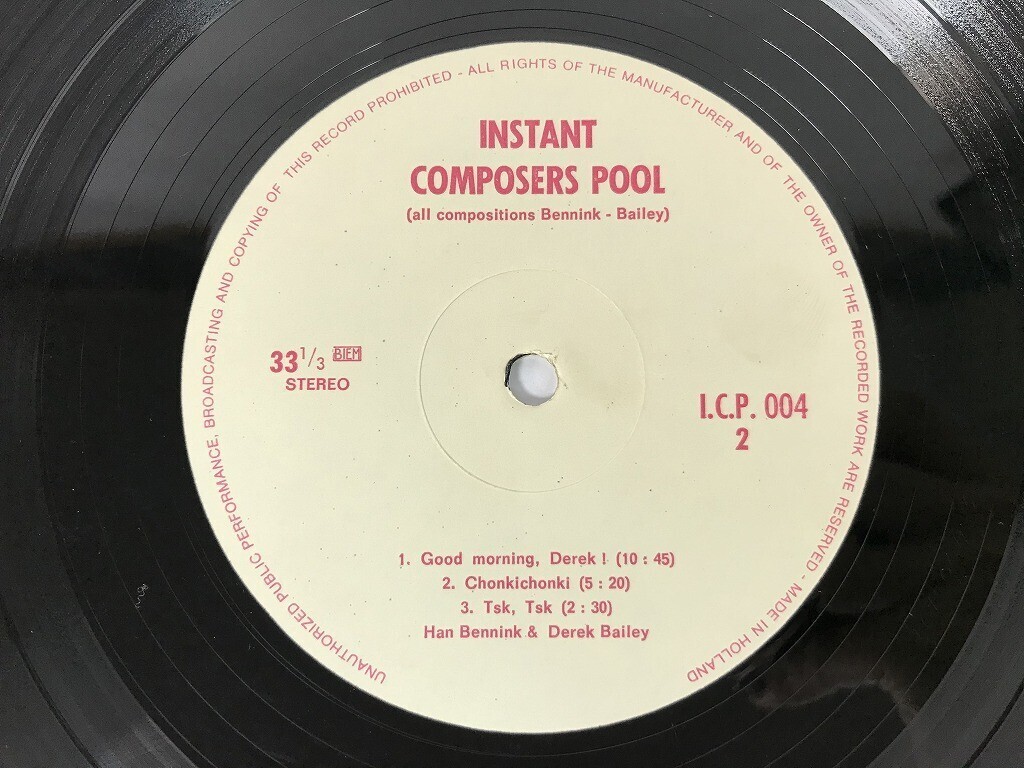 INSTANT
COMPOSERS POOL
(all compositions Bennink - Bailey)
33 1/3 BIEM
STEREO
I.C.P. 004
2
1. Good morning, Derek ! (10 : 45)
2. Chonkichonki (5 : 20)
3. Tsk, Tsk (2 : 30)
Han Bennink & Derek Bailey
UNAUTHORIZED PUBLIC PERFORMANCE, BROADCASTING AND COPYING OF THIS RECORD PROHIBITED - ALL RIGHTS OF THE MANUFACTURER AND OF THE OWNER OF THE RECORDED WORK ARE RESERVED - MADE IN HOLLAND